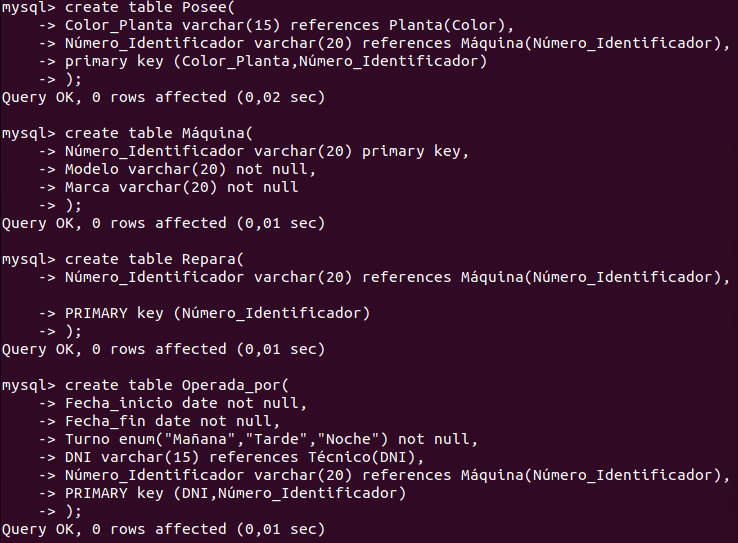 mysql> create table Posee(
    -> Color_Planta varchar(15) references Planta(Color),
    -> Número_Identificador varchar(20) references Máquina(Número_Identificador),
    -> primary key (Color_Planta,Número_Identificador)
    -> );
Query OK, 0 rows affected (0,02 sec)

mysql> create table Máquina(
    -> Número_Identificador varchar(20) primary key,
    -> Modelo varchar(20) not null,
    -> Marca varchar(20) not null
    -> );
Query OK, 0 rows affected (0,01 sec)

mysql> create table Repara(
    -> Número_Identificador varchar(20) references Máquina(Número_Identificador),

    -> PRIMARY key (Número_Identificador)
    -> );
Query OK, 0 rows affected (0,01 sec)

mysql> create table Operada_por(
    -> Fecha_inicio date not null,
    -> Fecha_fin date not null,
    -> Turno enum("Mañana","Tarde","Noche") not null,
    -> DNI varchar(15) references Técnico(DNI),
    -> Número_Identificador varchar(20) references Máquina(Número_Identificador),
    -> PRIMARY key (DNI,Número_Identificador)
    -> );
Query OK, 0 rows affected (0,01 sec)